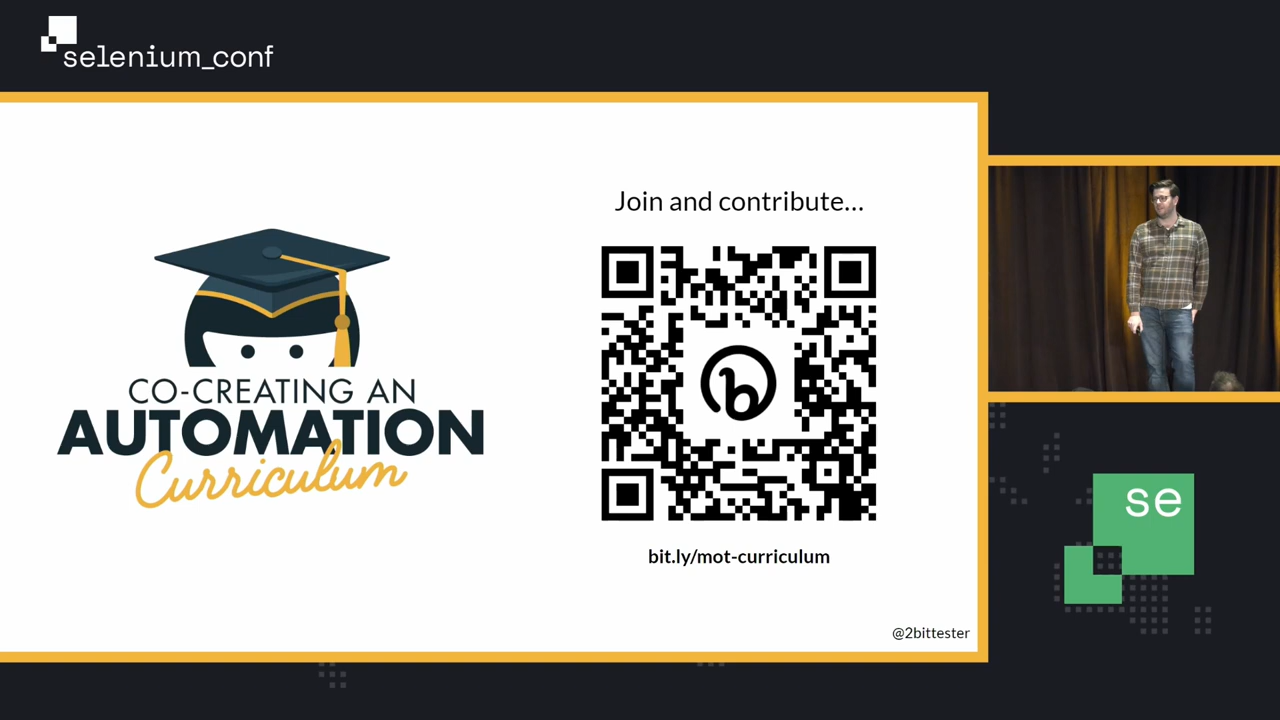 selenium_conf
Join and contribute...
CO-CREATING AN
AUTOMATION
Curriculum
b
bit.ly/mot-curriculum
@2bittester
se